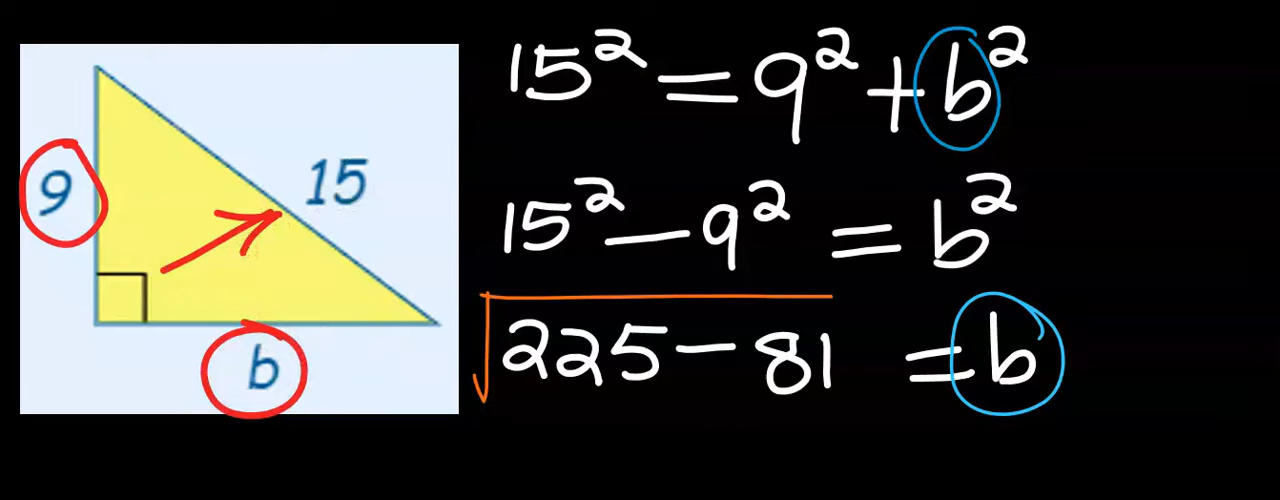 9
15
b
15² = 9² + b²
15² − 9² = b²
√225 − 81 = b